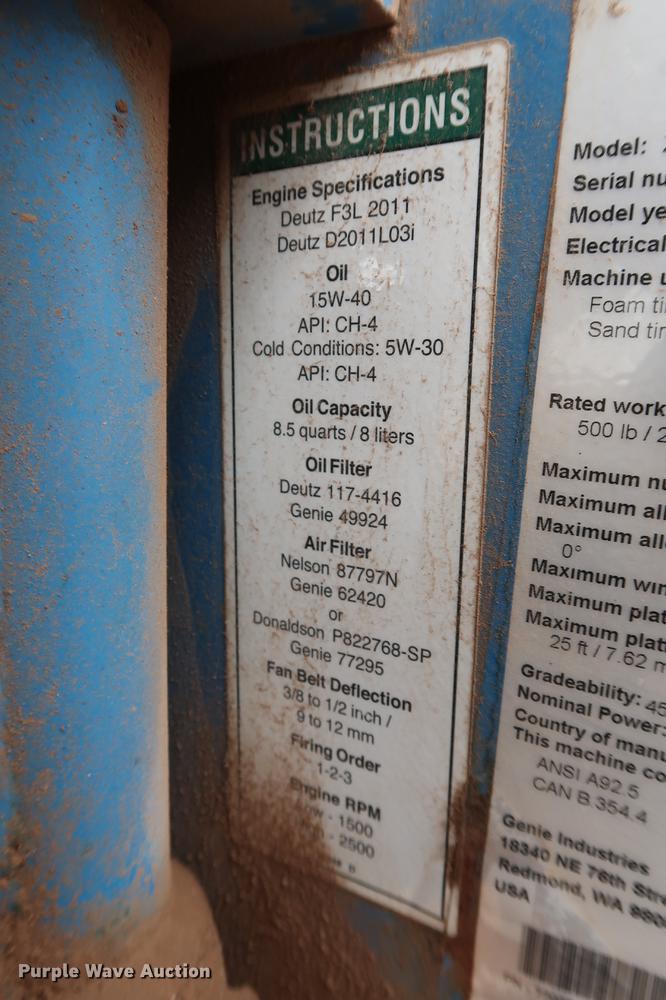 INSTRUCTIONS
Engine Specifications
Deutz F3L 2011
Deutz D2011L03i
Oil
15W-40
API: CH-4
Cold Conditions: 5W-30
API: CH-4
Oil Capacity
8.5 quarts / 8 liters
Oil Filter
Deutz 117-4416
Genie 49924
Air Filter
Nelson 87797N
Genie 62420
or
Donaldson P822768-SP
Genie 77295
Fan Belt Deflection
3/8 to 1/2 inch /
9 to 12 mm
Firing Order
1-2-3
Engine RPM
- 1500
- 2500
Model:
Serial
Model
Electrical
Machine
Foam
Sand
Rated
500 lb /
Maximum
Maximum
Maximum
0°
Maximum
Maximum
Maximum
25 ft / 7.62
Gradeability:
Nominal Power:
Country of
This machine
ANSI A92.5
CAN B.354.4
Genie Industries
18340 NE 76th
Redmond, WA
USA
Purple Wave Auction